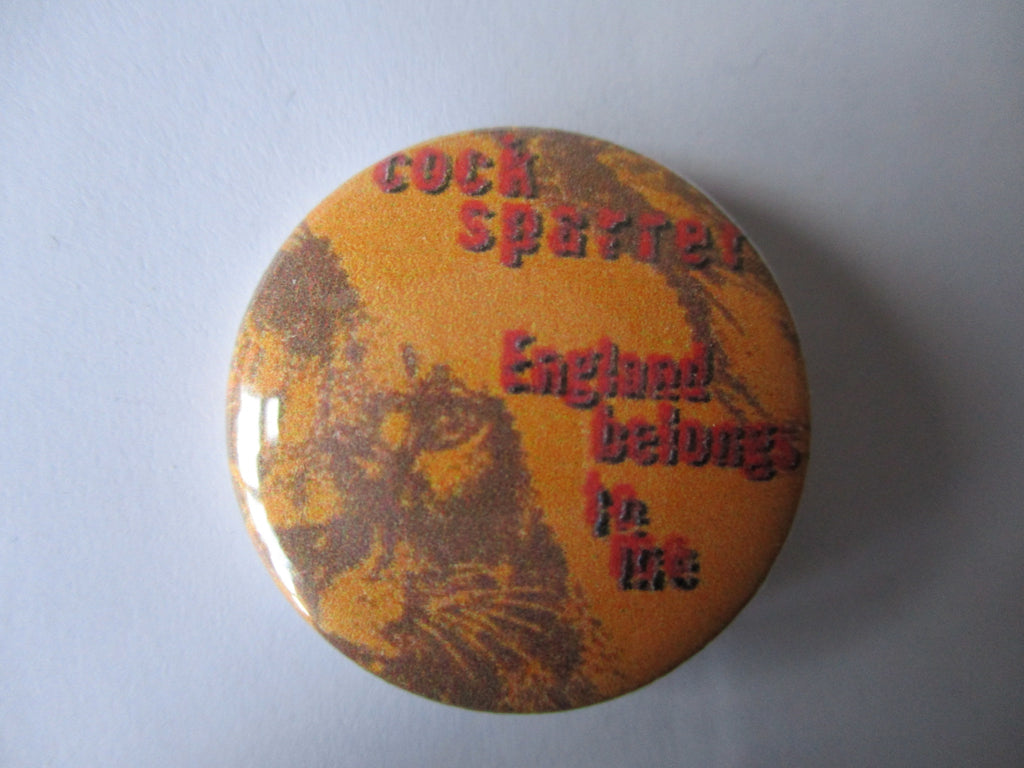 cock
sparrer
England
belongs
to
me